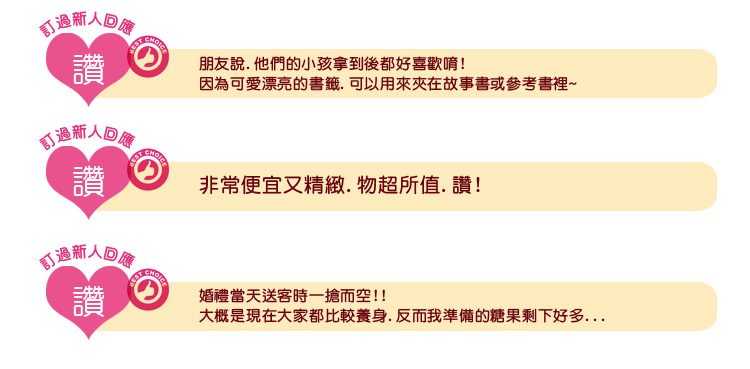 訂過新人回應
讚
BEST CHOICE
朋友說.他們的小孩拿到後都好喜歡唷!
因為可愛漂亮的書籤.可以用來夾在故事書或參考書裡~
訂過新人回應
讚
BEST CHOICE
非常便宜又精緻.物超所值.讚!
訂過新人回應
讚
BEST CHOICE
婚禮當天送客時一搶而空!!
大概是現在大家都比較養身.反而我準備的糖果剩下好多...